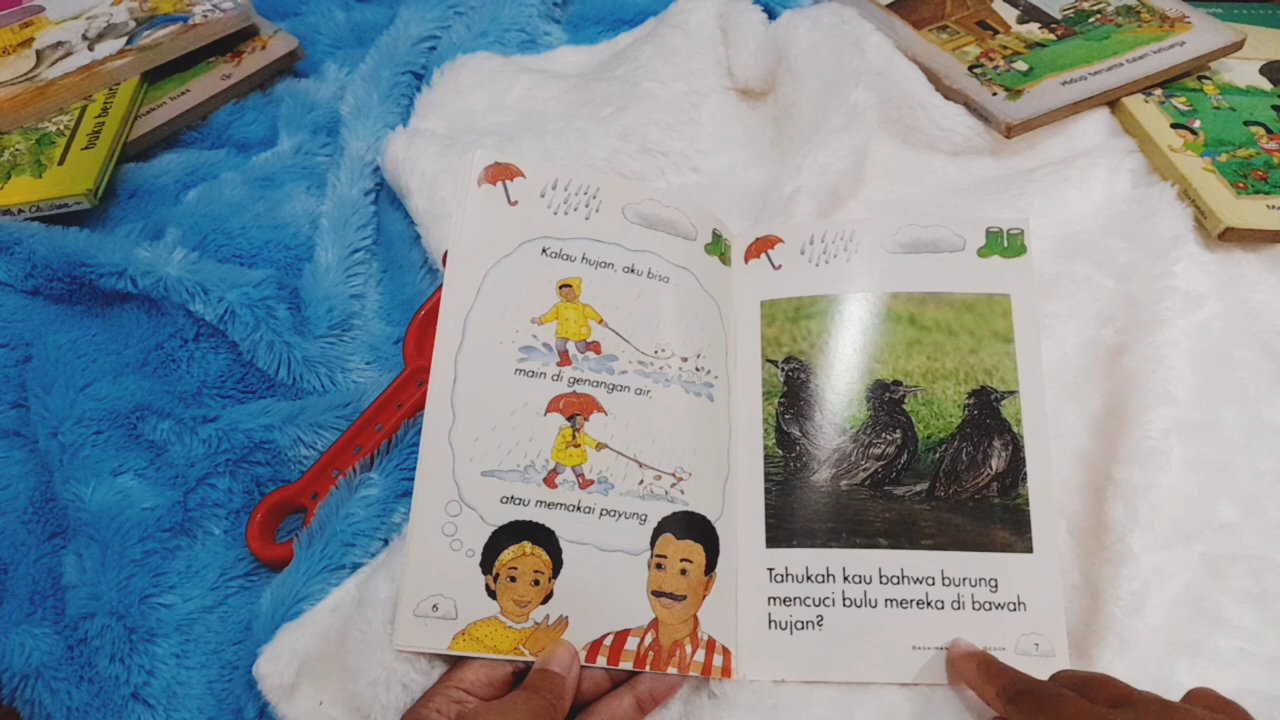 buku bersira
Hidup bersama dalam keluarga
Kalau hujan, aku bisa...
main di genangan air,
atau memakai payung.
6
Tahukah kau bahwa burung
mencuci bulu mereka di bawah
hujan?
7